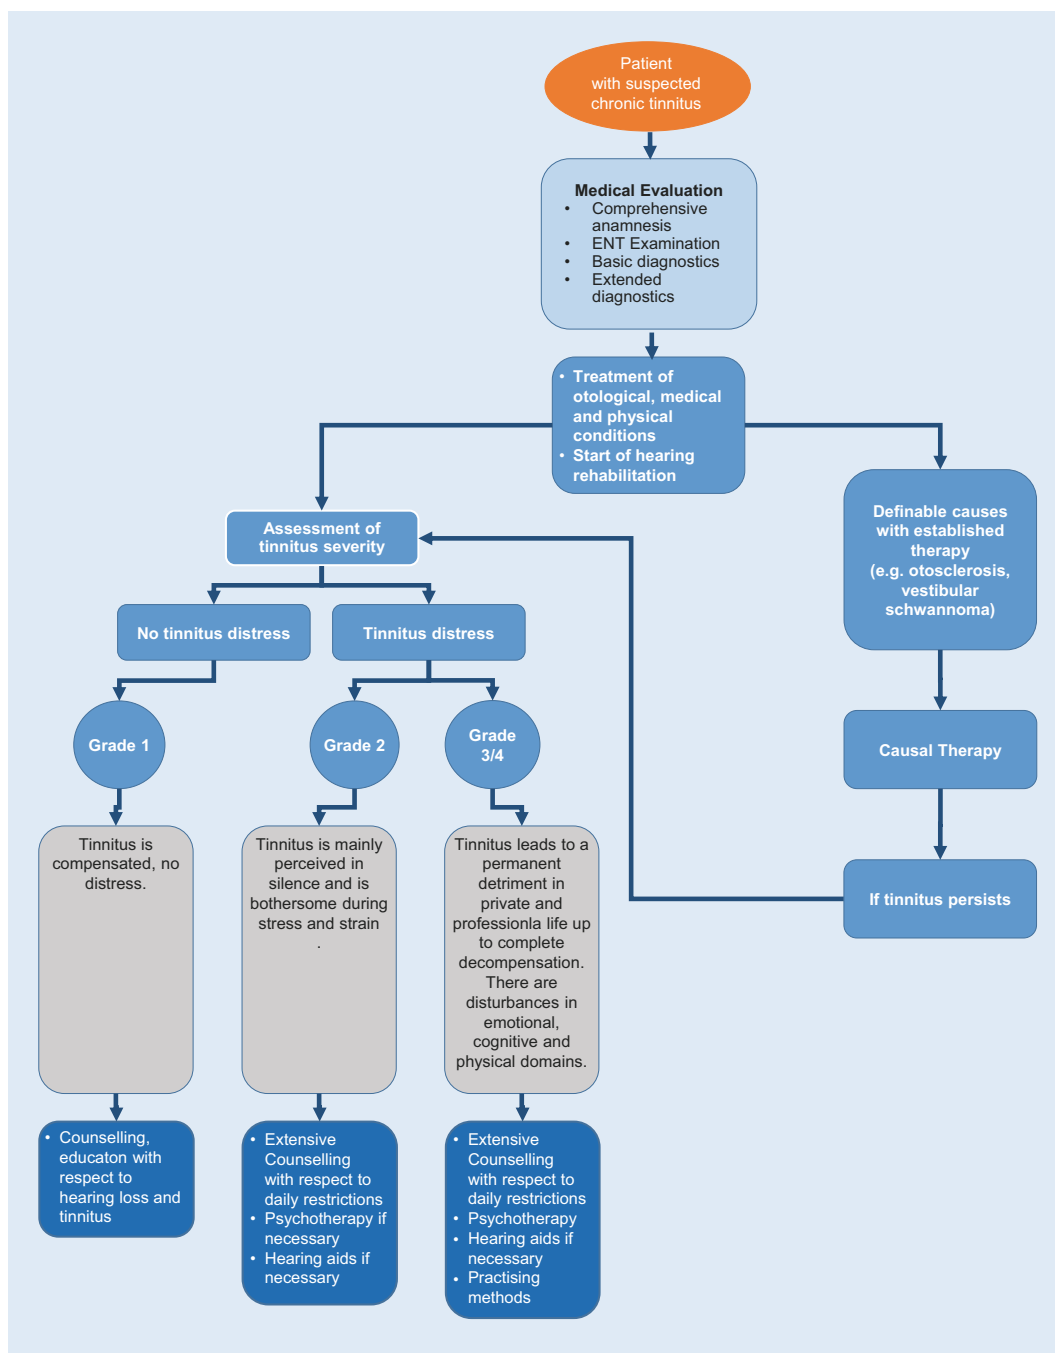 Patient
with suspected
chronic tinnitus
Medical Evaluation
• Comprehensive
anamnesis
• ENT Examination
• Basic diagnostics
• Extended
diagnostics
• Treatment of
otological, medical
and physical
conditions
• Start of hearing
rehabilitation
Definable causes
with established
therapy
(e.g. otosclerosis,
vestibular
schwannoma)
Assessment of
tinnitus severity
No tinnitus distress
Tinnitus distress
Grade 1
Grade 2
Grade
3/4
Causal Therapy
If tinnitus persists
Tinnitus is
compensated, no
distress.
Tinnitus is mainly
perceived in
silence and is
bothersome during
stress and strain
.
Tinnitus leads to a
permanent
detriment in
private and
professionla life up
to complete
decompensation.
There are
disturbances in
emotional,
cognitive and
physical domains.
• Counselling,
educaton with
respect to
hearing loss and
tinnitus
• Extensive
Counselling
with respect to
daily restrictions
• Psychotherapy if
necessary
• Hearing aids if
necessary
• Extensive
Counselling
with respect to
daily restrictions
• Psychotherapy
• Hearing aids if
necessary
• Practising
methods